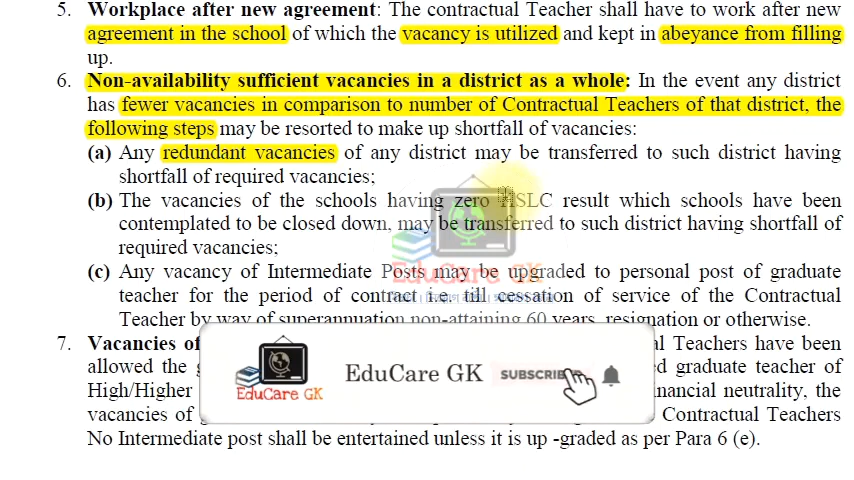 5. Workplace after new agreement: The contractual Teacher shall have to work after new
agreement in the school of which the vacancy is utilized and kept in abeyance from filling
up.
6. Non-availability sufficient vacancies in a district as a whole: In the event any district
has fewer vacancies in comparison to number of Contractual Teachers of that district, the
following steps may be resorted to make up shortfall of vacancies:
(a) Any redundant vacancies of any district may be transferred to such district having
shortfall of required vacancies;
(b) The vacancies of the schools having zero HSLC result which schools have been
contemplated to be closed down, may be transferred to such district having shortfall of
required vacancies;
(c) Any vacancy of Intermediate Posts may be upgraded to personal post of graduate
EduCare GK
teacher for the period of contract i.e. till cessation of service of the Contractual
Teacher by way of superannuation non-attaining 60 years, resignation or otherwise.
7. Vacancies of Teachers have been
allowed the graduate teacher of
High/Higher financial neutrality, the
vacancies of Contractual Teachers
EduCare GK
EduCare GK SUBSCRIBE
No Intermediate post shall be entertained unless it is up -graded as per Para 6 (e).